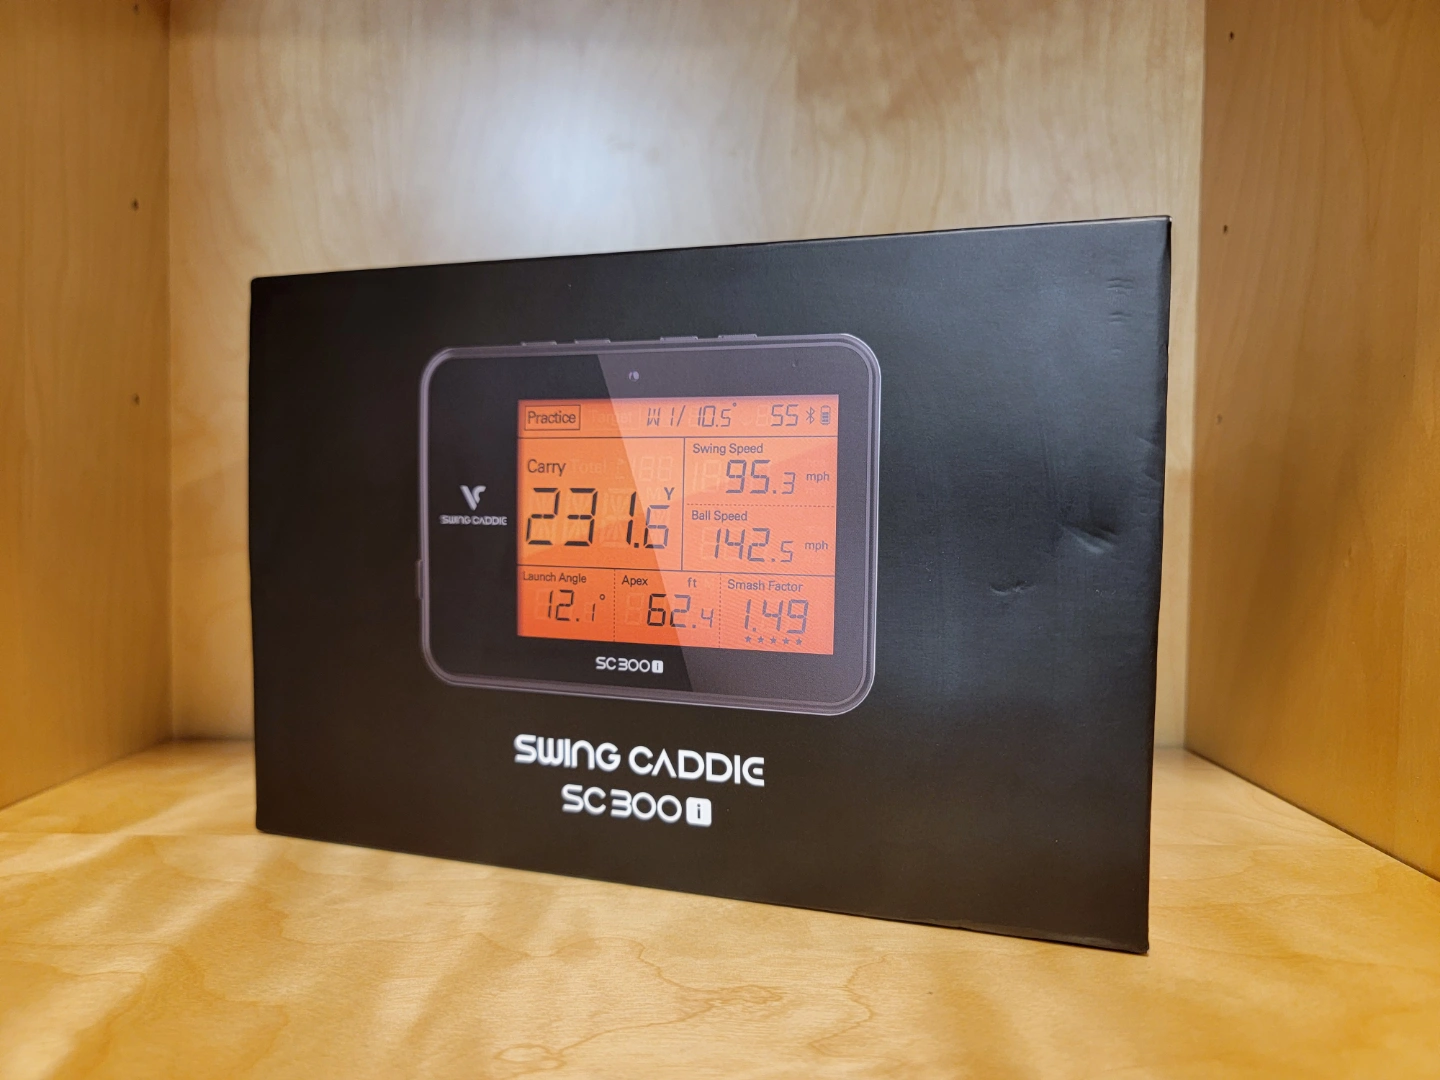 Practice W1/10.5° 55
Carry
231.6 Y
Swing Speed
95.3 mph
Ball Speed
142.5 mph
Launch Angle
12.1°
Apex ft
62.4
Smash Factor
1.49
★★★★★
SWING CADDIE
SC300i
SWING CADDIE
SC300i